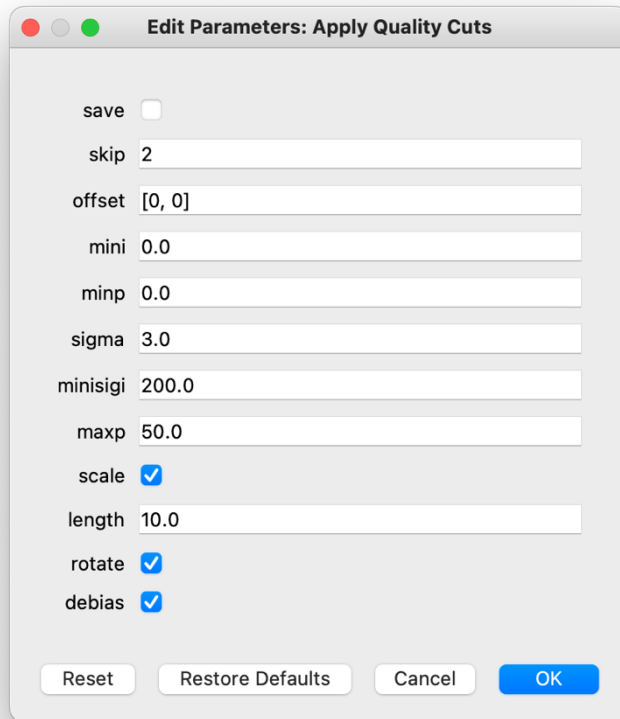 Edit Parameters: Apply Quality Cuts
save
skip 2
offset [0, 0]
mini 0.0
minp 0.0
sigma 3.0
minisigi 200.0
maxp 50.0
scale
length 10.0
rotate
debias
Reset Restore Defaults Cancel OK